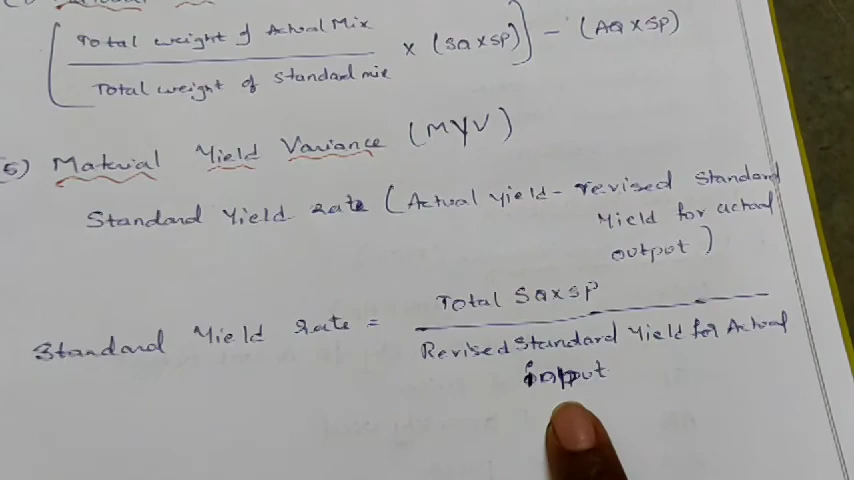 Total weight of Actual Mix
Total weight of Standard mix
× (SQ×SP)] - (AQ×SP)
5) Material Yield Variance (MYV)
Standard Yield rate (Actual yield - revised Standard
Yield for actual
output)
Standard Yield rate = Total SQ×SP
Revised Standard Yield for Actual
input